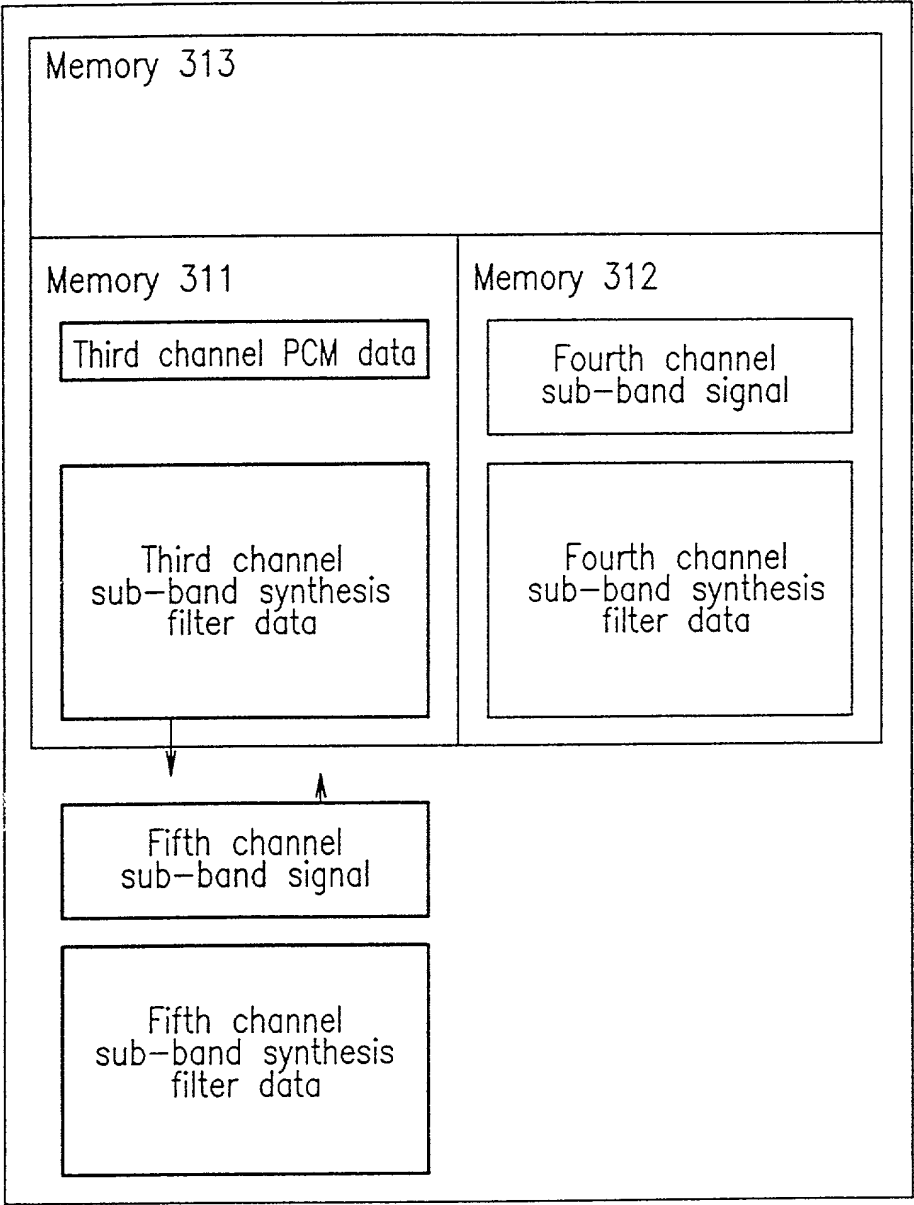 Memory 313
Memory 311
Third channel PCM data
Third channel
sub-band synthesis
filter data
Memory 312
Fourth channel
sub-band signal
Fourth channel
sub-band synthesis
filter data
Fifth channel
sub-band signal
Fifth channel
sub-band synthesis
filter data